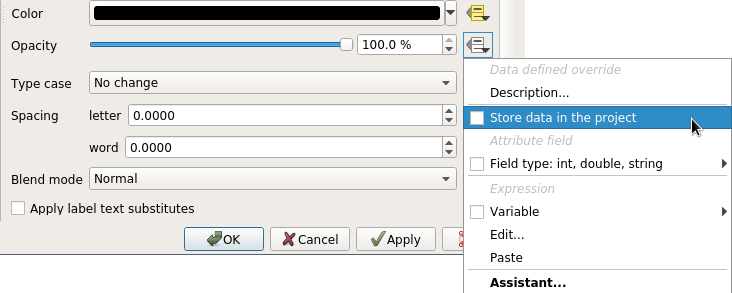 Color
Opacity 100.0 %
Type case No change
Spacing letter 0.0000
word 0.0000
Blend mode Normal
Apply label text substitutes
OK Cancel Apply
Data defined override
Description...
Store data in the project
Attribute field
Field type: int, double, string
Expression
Variable
Edit...
Paste
Assistant...